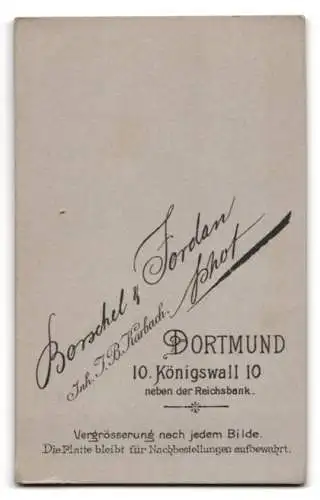 Borschel & Jordan
phot
Inh. J. B. Karbach.
DORTMUND
10. Königswall 10
neben der Reichsbank.
Vergrösserung nach jedem Bilde.
Die Platte bleibt für Nachbestellungen aufbewahrt.